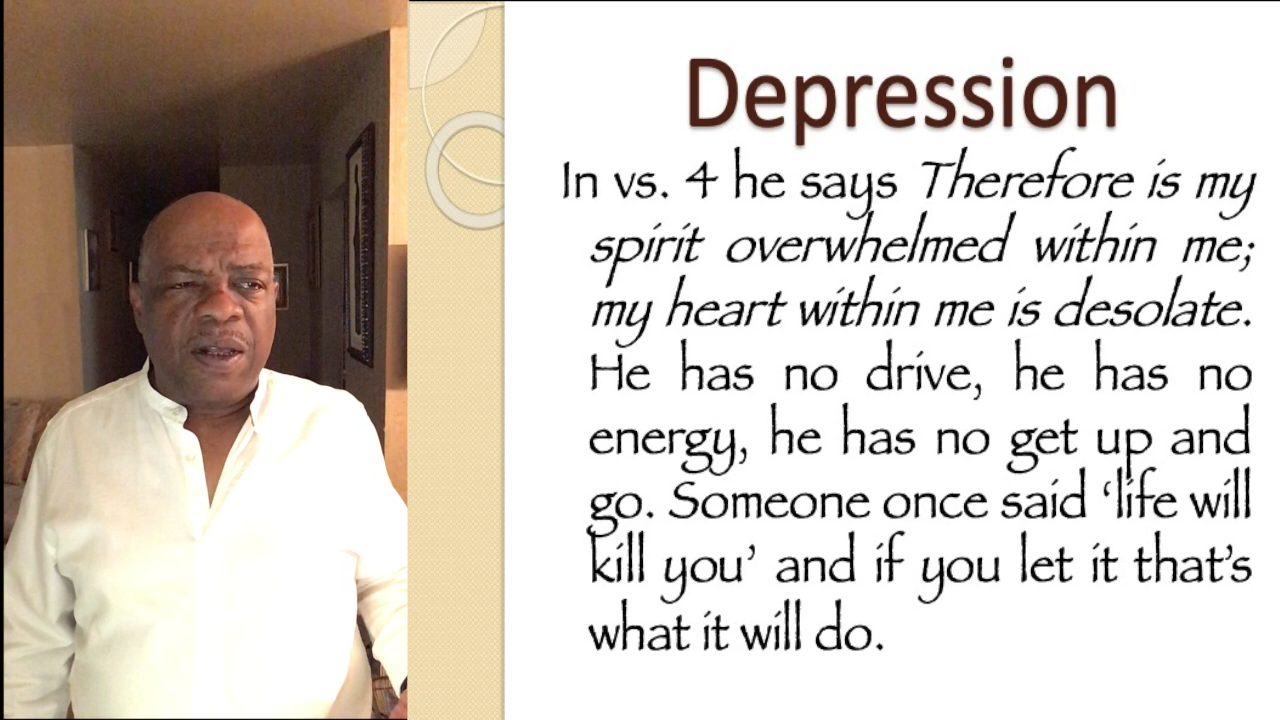 Depression
In vs. 4 he says Therefore is my
spirit overwhelmed within me;
my heart within me is desolate.
He has no drive, he has no
energy, he has no get up and
go. Someone once said ‘life will
kill you’ and if you let it that’s
what it will do.